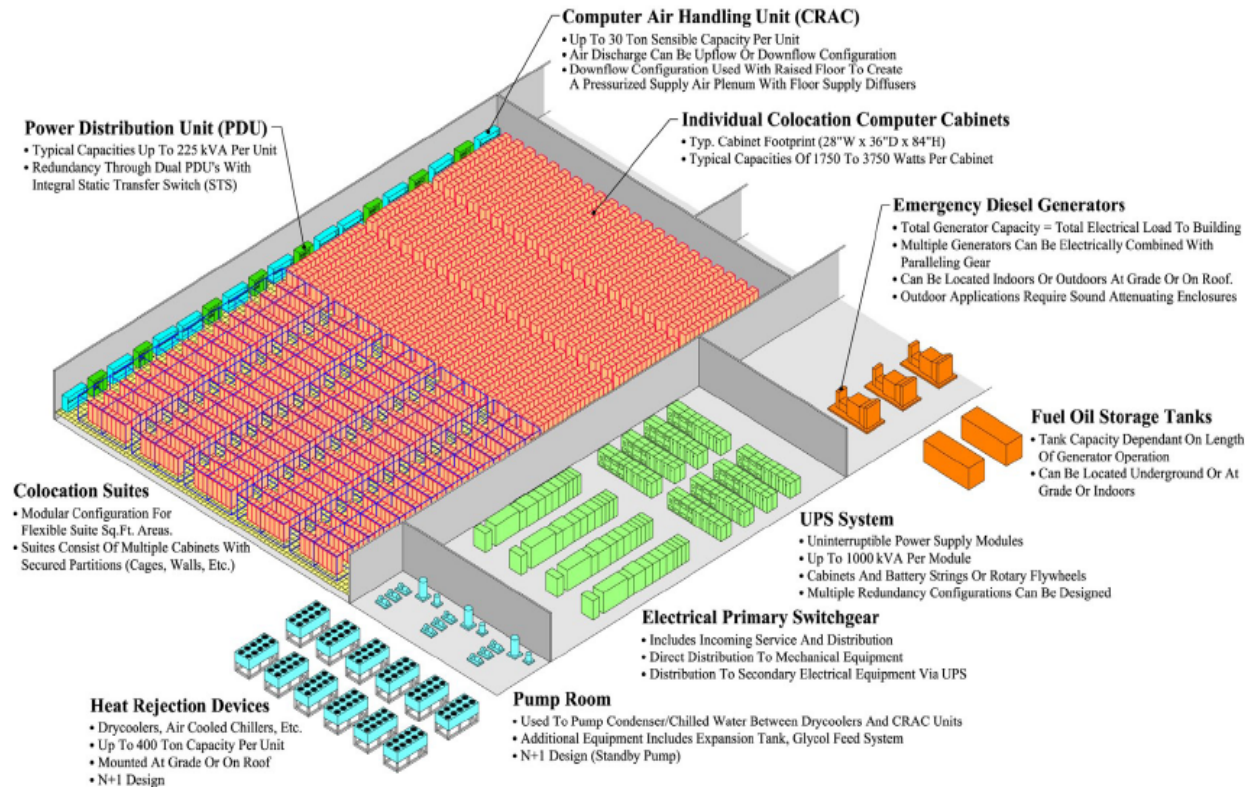 Computer Air Handling Unit (CRAC)
• Up To 30 Ton Sensible Capacity Per Unit
• Air Discharge Can Be Upflow Or Downflow Configuration
• Downflow Configuration Used With Raised Floor To Create
A Pressurized Supply Air Plenum With Floor Supply Diffusers
Power Distribution Unit (PDU)
• Typical Capacities Up To 225 kVA Per Unit
• Redundancy Through Dual PDU's With
Integral Static Transfer Switch (STS)
Individual Colocation Computer Cabinets
• Typ. Cabinet Footprint (28"W x 36"D x 84"H)
• Typical Capacities Of 1750 To 3750 Watts Per Cabinet
Emergency Diesel Generators
• Total Generator Capacity = Total Electrical Load To Building
• Multiple Generators Can Be Electrically Combined With
Paralleling Gear
• Can Be Located Indoors Or Outdoors At Grade Or On Roof.
• Outdoor Applications Require Sound Attenuating Enclosures
Fuel Oil Storage Tanks
• Tank Capacity Dependant On Length
Of Generator Operation
• Can Be Located Underground Or At
Grade Or Indoors
Colocation Suites
• Modular Configuration For
Flexible Suite Sq.Ft. Areas.
• Suites Consist Of Multiple Cabinets With
Secured Partitions (Cages, Walls, Etc.)
UPS System
• Uninterruptible Power Supply Modules
• Up To 1000 kVA Per Module
• Cabinets And Battery Strings Or Rotary Flywheels
• Multiple Redundancy Configurations Can Be Designed
Electrical Primary Switchgear
• Includes Incoming Service And Distribution
• Direct Distribution To Mechanical Equipment
• Distribution To Secondary Electrical Equipment Via UPS
Heat Rejection Devices
• Drycoolers, Air Cooled Chillers, Etc.
• Up To 400 Ton Capacity Per Unit
• Mounted At Grade Or On Roof
• N+1 Design
Pump Room
• Used To Pump Condenser/Chilled Water Between Drycoolers And CRAC Units
• Additional Equipment Includes Expansion Tank, Glycol Feed System
• N+1 Design (Standby Pump)